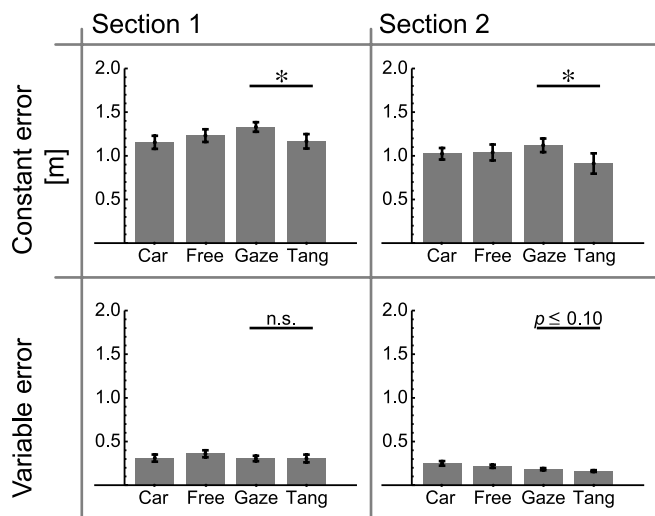 Section 1
Section 2
Constant error
[m]
2.0
1.5
1.0
0.5
*
Car Free Gaze Tang
2.0
1.5
1.0
0.5
*
Car Free Gaze Tang
Variable error
2.0
1.5
1.0
0.5
n.s.
Car Free Gaze Tang
2.0
1.5
1.0
0.5
p ≤ 0.10
Car Free Gaze Tang